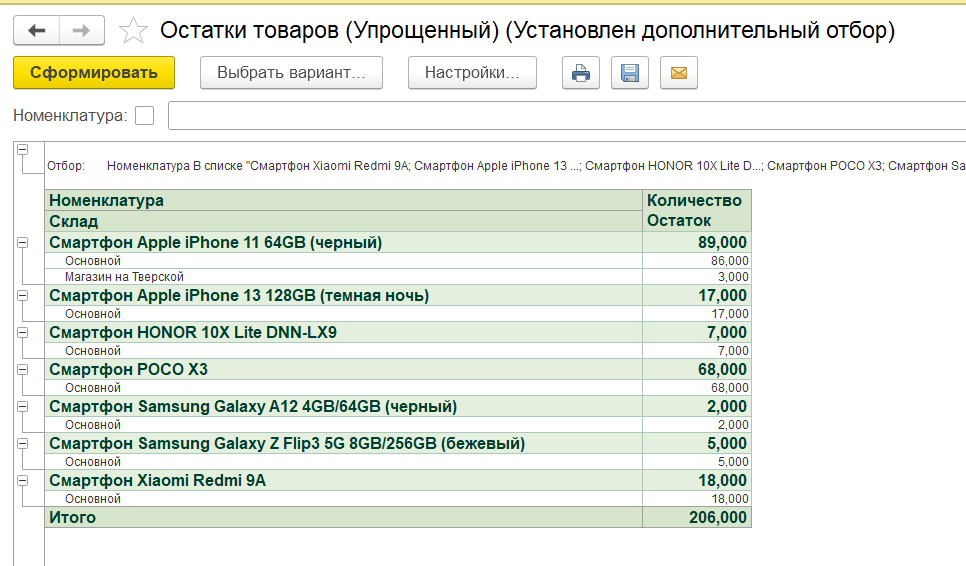 Остатки товаров (Упрощенный) (Установлен дополнительный отбор)
Сформировать Выбрать вариант... Настройки...
Номенклатура:
Отбор: Номенклатура В списке "Смартфон Xiaomi Redmi 9A; Смартфон Apple iPhone 13 ...; Смартфон HONOR 10X Lite D...; Смартфон POCO X3; Смартфон Sa
Номенклатура Количество
Склад Остаток
Смартфон Apple iPhone 11 64GB (черный) 89,000
Основной 86,000
Магазин на Тверской 3,000
Смартфон Apple iPhone 13 128GB (темная ночь) 17,000
Основной 17,000
Смартфон HONOR 10X Lite DNN-LX9 7,000
Основной 7,000
Смартфон POCO X3 68,000
Основной 68,000
Смартфон Samsung Galaxy A12 4GB/64GB (черный) 2,000
Основной 2,000
Смартфон Samsung Galaxy Z Flip3 5G 8GB/256GB (бежевый) 5,000
Основной 5,000
Смартфон Xiaomi Redmi 9A 18,000
Основной 18,000
Итого 206,000